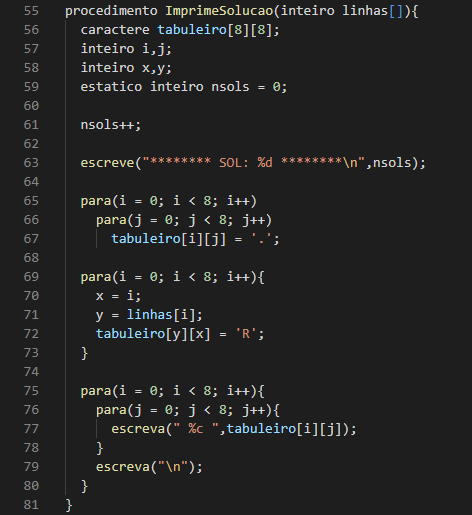 55 procedimento ImprimeSolucao(inteiro linhas[]){
56   caractere tabuleiro[8][8];
57   inteiro i,j;
58   inteiro x,y;
59   estatico inteiro nsols = 0;
60
61   nsols++;
62
63   escreve("******** SOL: %d ********\n",nsols);
64
65   para(i = 0; i < 8; i++)
66     para(j = 0; j < 8; j++)
67       tabuleiro[i][j] = '.';
68
69   para(i = 0; i < 8; i++){
70     x = i;
71     y = linhas[i];
72     tabuleiro[y][x] = 'R';
73   }
74
75   para(i = 0; i < 8; i++){
76     para(j = 0; j < 8; j++){
77       escreva(" %c ",tabuleiro[i][j]);
78     }
79     escreva("\n");
80   }
81 }